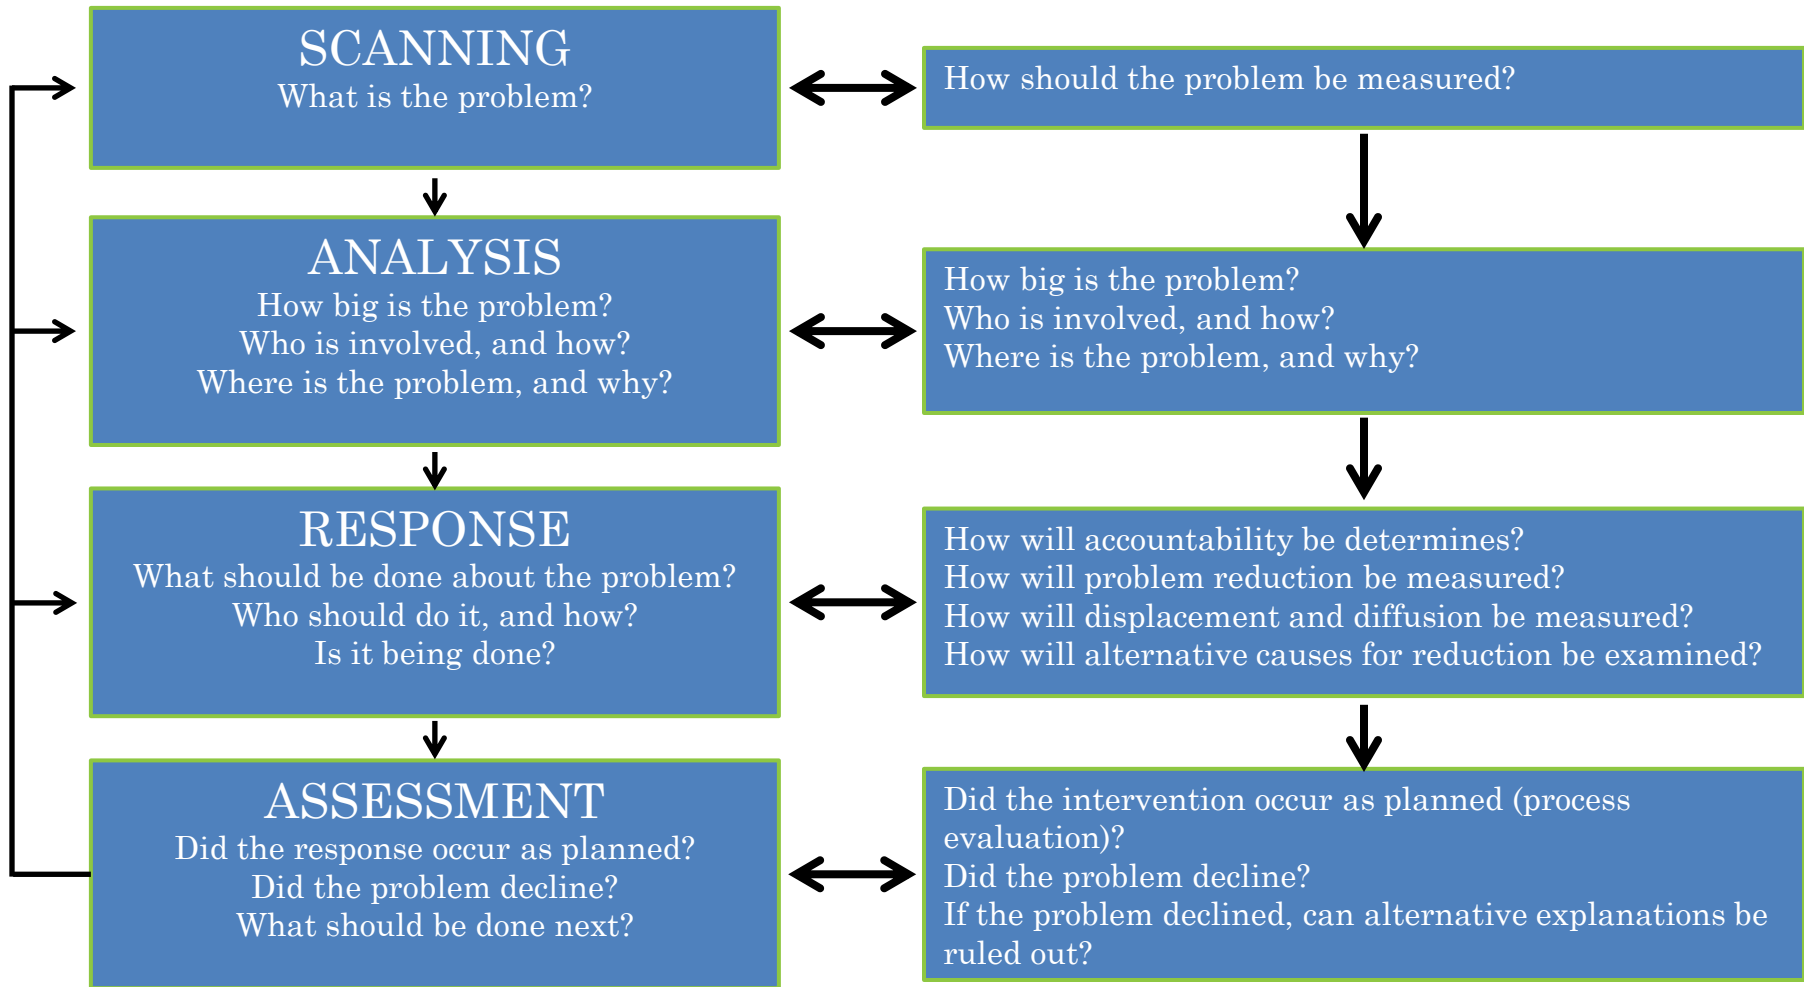 SCANNING
What is the problem?
How should the problem be measured?
ANALYSIS
How big is the problem?
Who is involved, and how?
Where is the problem, and why?
How big is the problem?
Who is involved, and how?
Where is the problem, and why?
RESPONSE
What should be done about the problem?
Who should do it, and how?
Is it being done?
How will accountability be determines?
How will problem reduction be measured?
How will displacement and diffusion be measured?
How will alternative causes for reduction be examined?
ASSESSMENT
Did the response occur as planned?
Did the problem decline?
What should be done next?
Did the intervention occur as planned (process
evaluation)?
Did the problem decline?
If the problem declined, can alternative explanations be
ruled out?